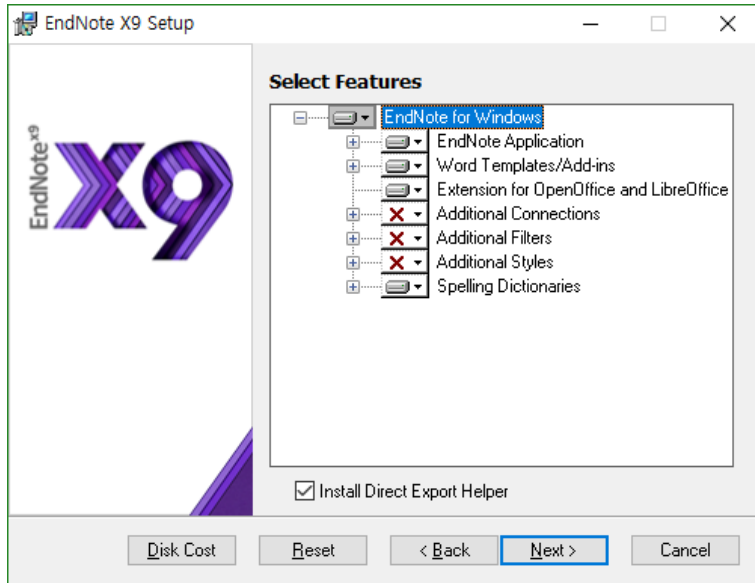 EndNote X9 Setup
EndNote x9
X9
Select Features
EndNote for Windows
EndNote Application
Word Templates/Add-ins
Extension for OpenOffice and LibreOffice
Additional Connections
Additional Filters
Additional Styles
Spelling Dictionaries
Install Direct Export Helper
Disk Cost
Reset
< Back
Next >
Cancel